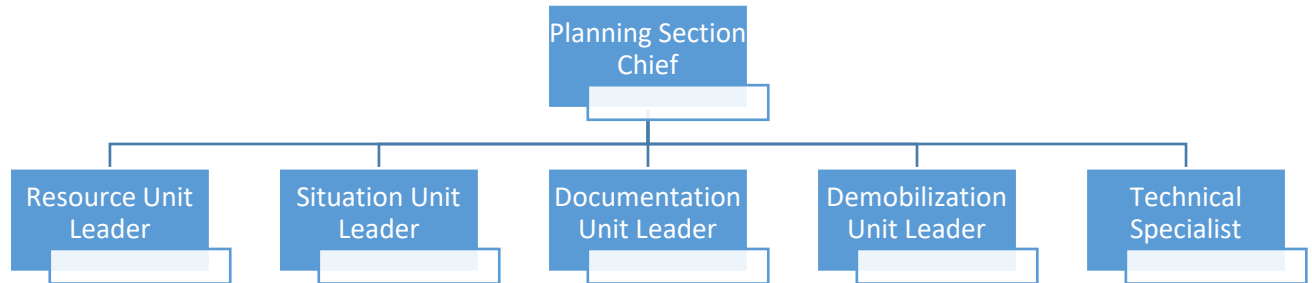 Planning Section
Chief
Resource Unit
Leader
Situation Unit
Leader
Documentation
Unit Leader
Demobilization
Unit Leader
Technical
Specialist